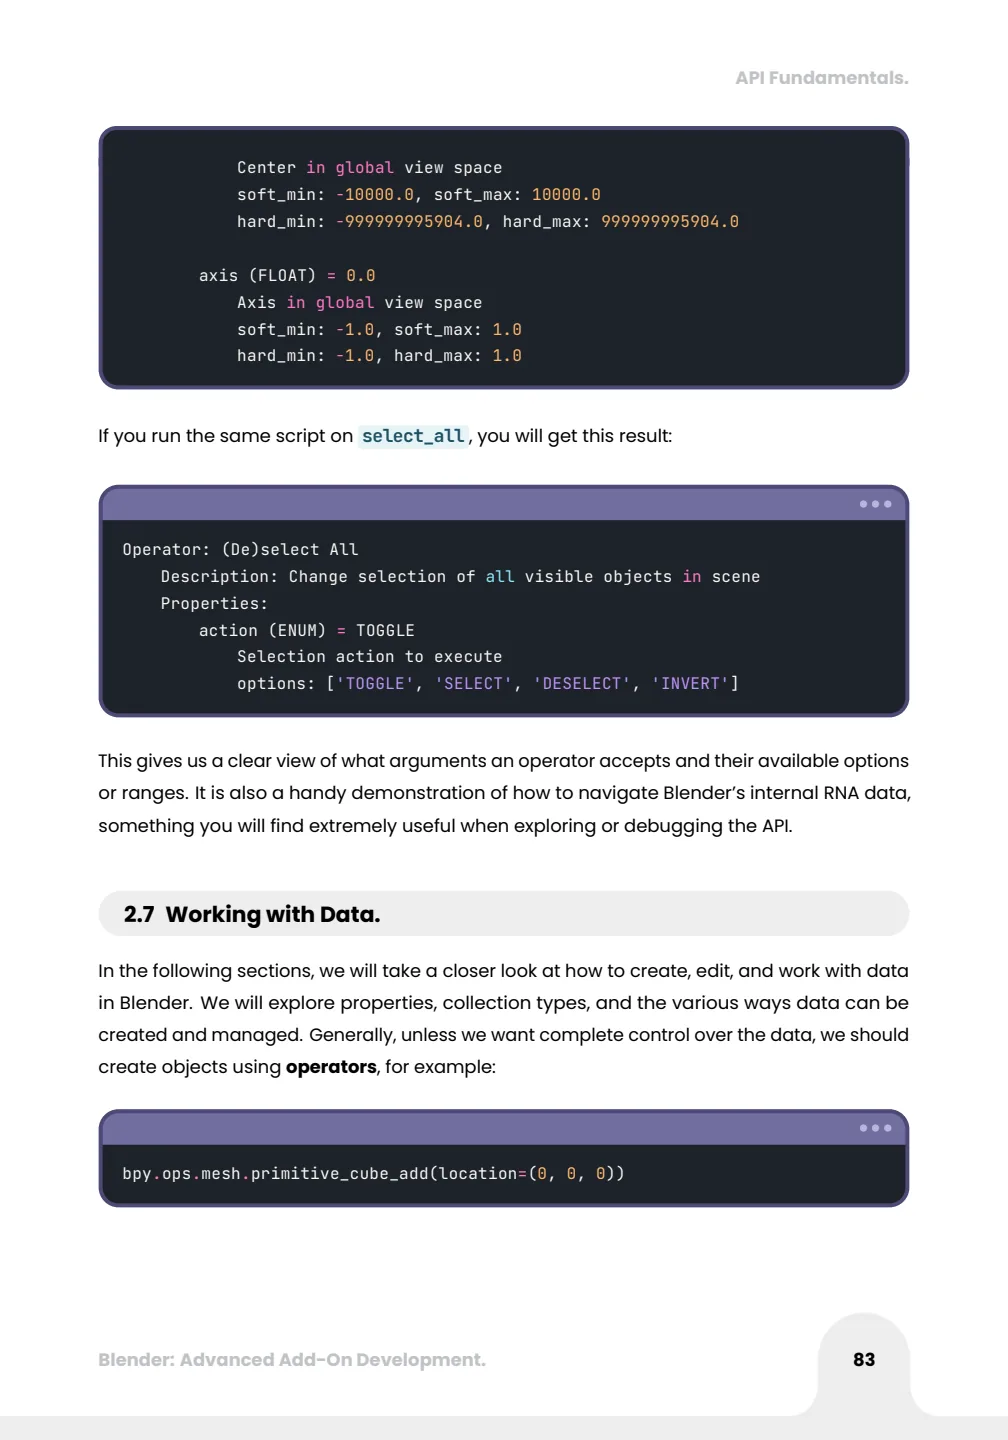 API Fundamentals.
Center in global view space
soft_min: -10000.0, soft_max: 10000.0
hard_min: -999999995904.0, hard_max: 999999995904.0
axis (FLOAT) = 0.0
Axis in global view space
soft_min: -1.0, soft_max: 1.0
hard_min: -1.0, hard_max: 1.0
If you run the same script on select_all, you will get this result:
Operator: (De)select All
Description: Change selection of all visible objects in scene
Properties:
action (ENUM) = TOGGLE
Selection action to execute
options: ['TOGGLE', 'SELECT', 'DESELECT', 'INVERT']
This gives us a clear view of what arguments an operator accepts and their available options
or ranges. It is also a handy demonstration of how to navigate Blender’s internal RNA data,
something you will find extremely useful when exploring or debugging the API.
2.7 Working with Data.
In the following sections, we will take a closer look at how to create, edit, and work with data
in Blender. We will explore properties, collection types, and the various ways data can be
created and managed. Generally, unless we want complete control over the data, we should
create objects using operators, for example:
bpy.ops.mesh.primitive_cube_add(location=(0, 0, 0))
Blender: Advanced Add-On Development.
83